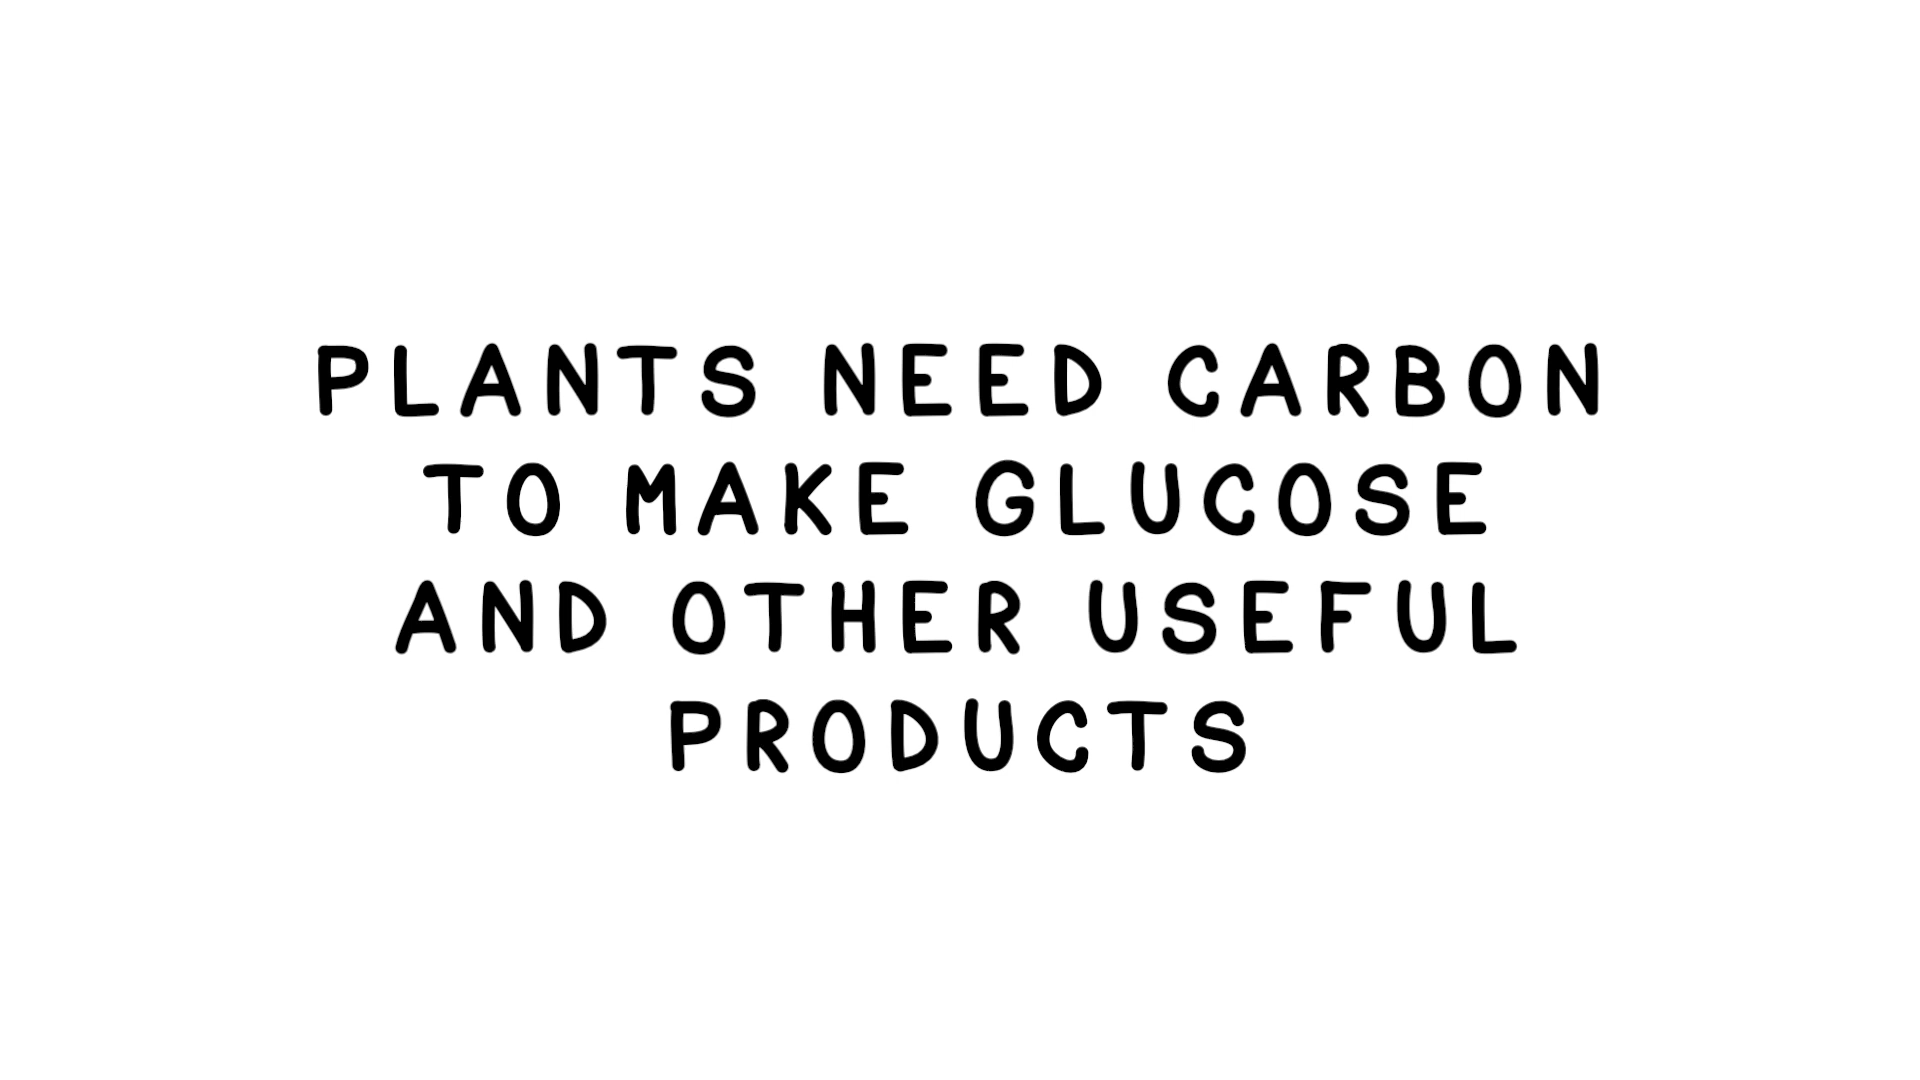 PLANTS NEED CARBON
TO MAKE GLUCOSE
AND OTHER USEFUL
PRODUCTS